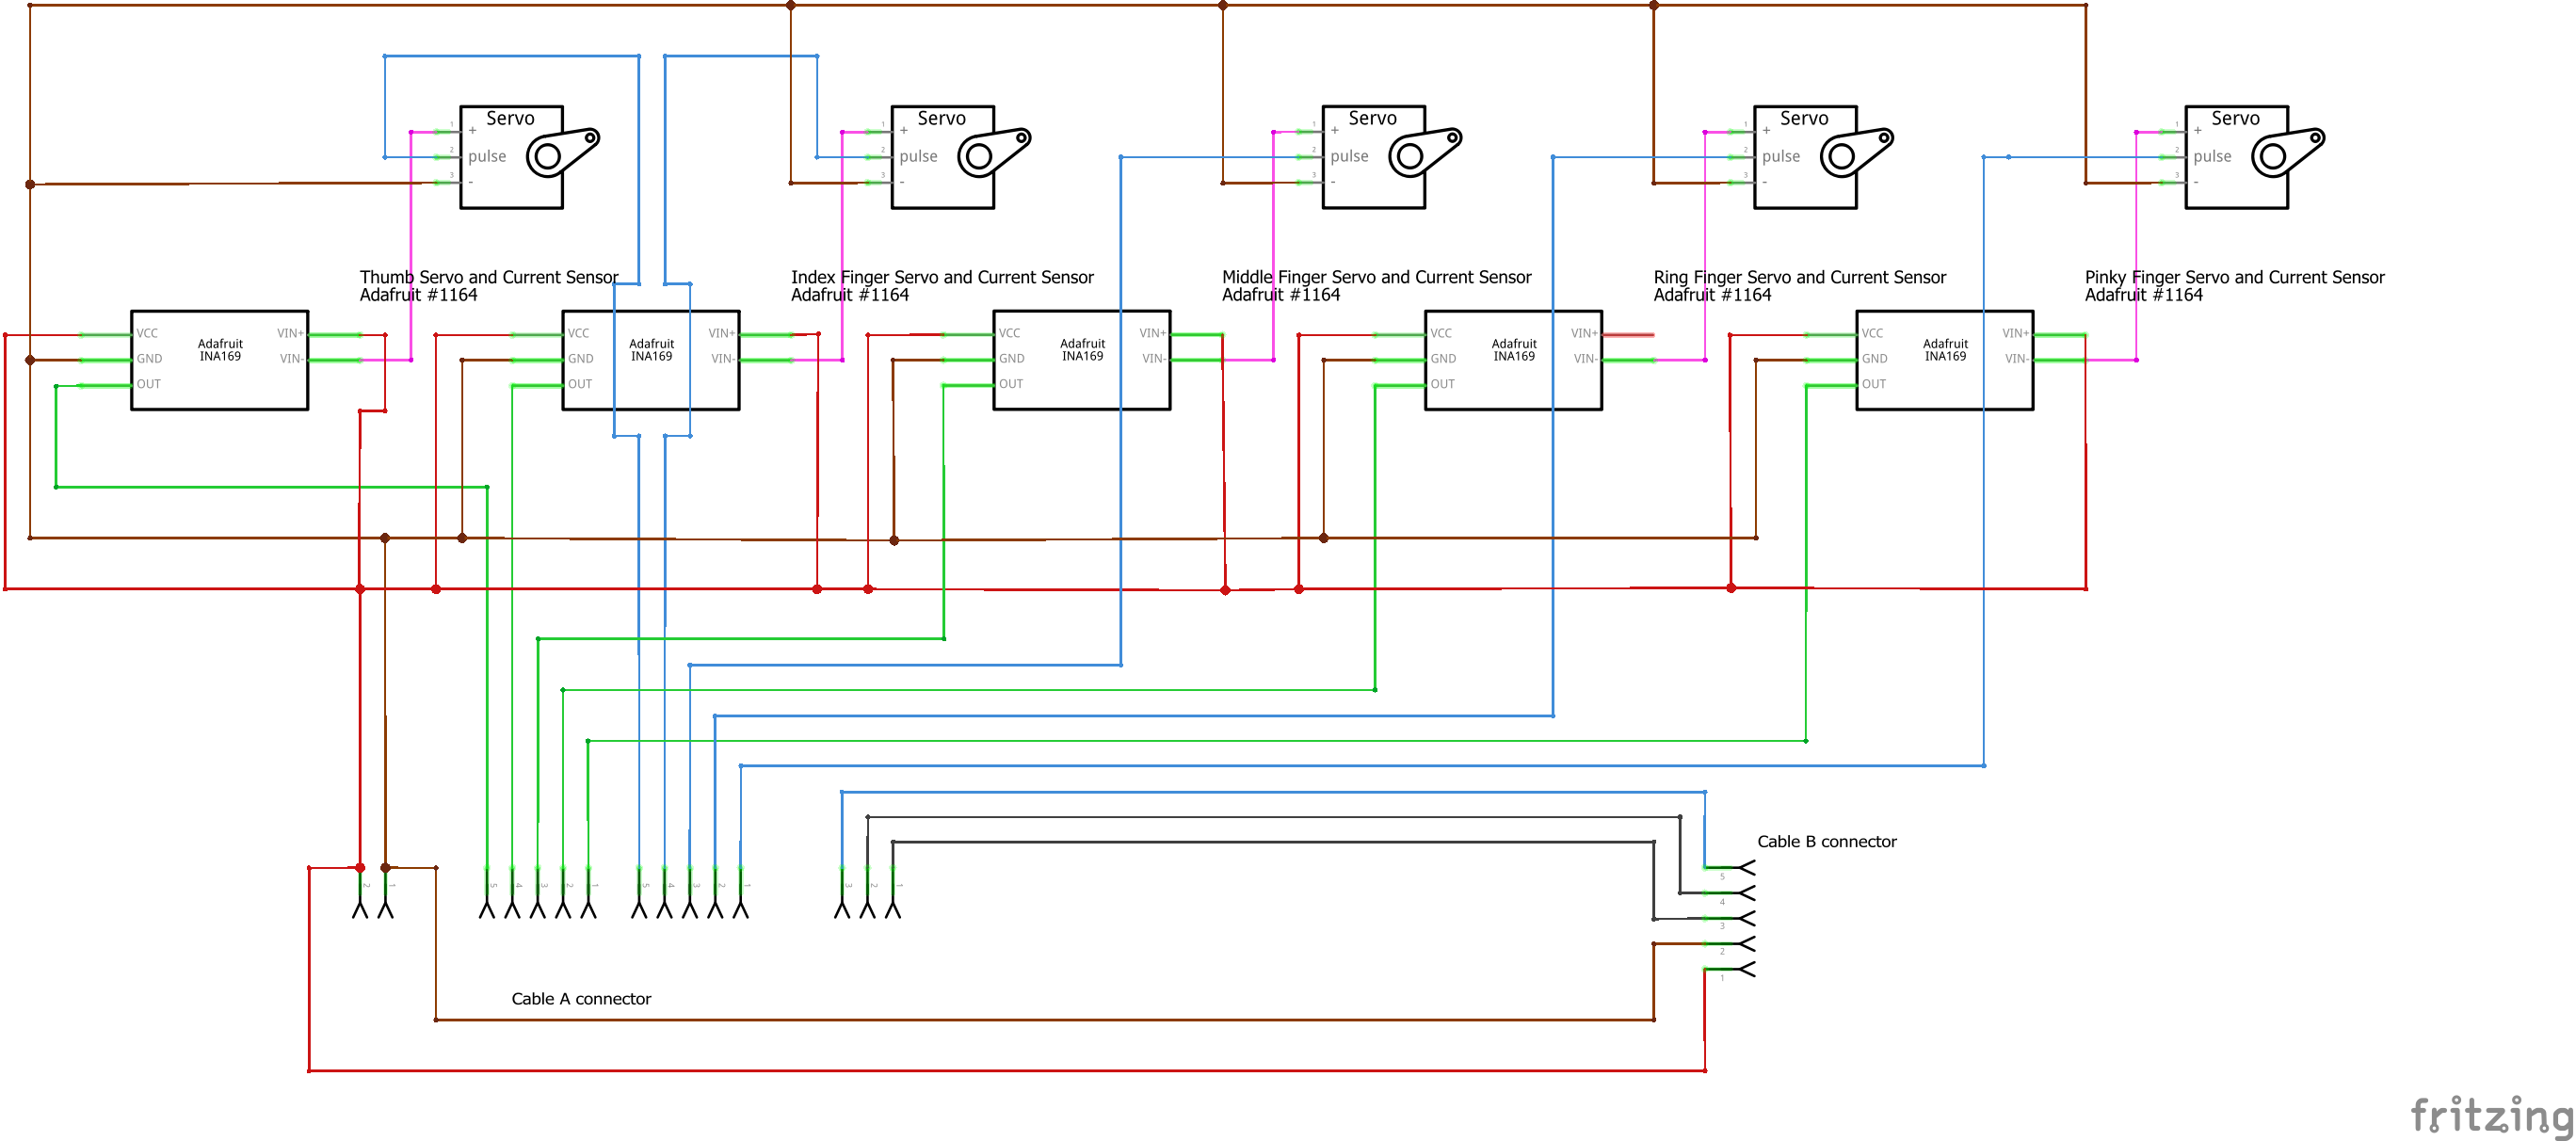 Servo
1
+
2
pulse
3
-
Servo
1
+
2
pulse
3
-
Servo
1
+
2
pulse
3
-
Servo
1
+
2
pulse
3
-
Servo
1
+
2
pulse
3
-
Thumb Servo and Current Sensor
Adafruit #1164
Index Finger Servo and Current Sensor
Adafruit #1164
Middle Finger Servo and Current Sensor
Adafruit #1164
Ring Finger Servo and Current Sensor
Adafruit #1164
Pinky Finger Servo and Current Sensor
Adafruit #1164
VCC
GND
OUT
Adafruit
INA169
VIN+
VIN-
VCC
GND
OUT
Adafruit
INA169
VIN+
VIN-
VCC
GND
OUT
Adafruit
INA169
VIN+
VIN-
VCC
GND
OUT
Adafruit
INA169
VIN+
VIN-
VCC
GND
OUT
Adafruit
INA169
VIN+
VIN-
2 1
5 4 3 2 1
5 4 3 2 1
3 2 1
Cable B connector
5
4
3
2
1
Cable A connector
fritzing